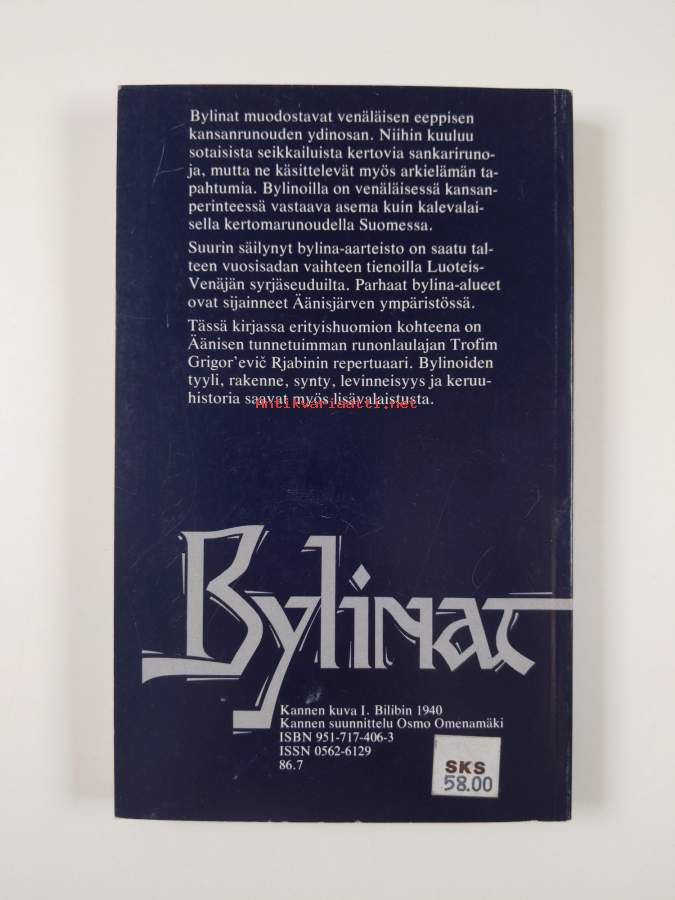 Bylinat muodostavat venäläisen eeppisen
kansanrunouden ydinosan. Niihin kuuluu
sotaisista seikkailuista kertovia sankariruno-
ja, mutta ne käsittelevät myös arkielämän ta-
pahtumia. Bylinoilla on venäläisessä kansan-
perinteessä vastaava asema kuin kalevalai-
sella kertomarunoudella Suomessa.
Suurin säilynyt bylina-aarteisto on saatu tal-
teen vuosisadan vaihteen tienoilla Luoteis-
Venäjän syrjäseuduilta. Parhaat bylina-alueet
ovat sijainneet Äänisjärven ympäristössä.
Tässä kirjassa erityishuomion kohteena on
Äänisen tunnetuimman runonlaulajan Trofim
Grigor'evič Rjabinin repertuaari. Bylinoiden
tyyli, rakenne, synty, levinneisyys ja keruu-
historia saavat myös lisävalaistusta.
Antikvariaatti.net
Bylinat
Kannen kuva I. Bilibin 1940
Kannen suunnittelu Osmo Omenamäki
ISBN 951-717-406-3
ISSN 0562-6129
86.7
SKS
58.00